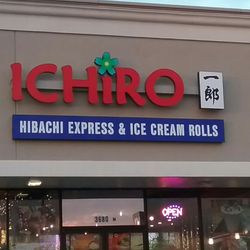 ICHiRO
一郎
HIBACHI EXPRESS & ICE CREAM ROLLS
3680
OPEN